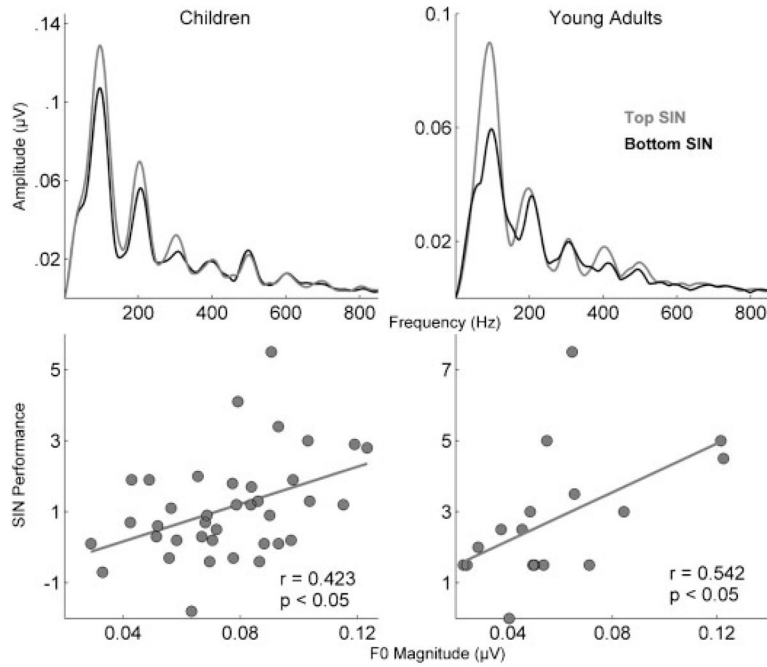 Children
Young Adults
.14
.1
.06
.02
Amplitude (µV)
0.1
0.06
0.02
Top SIN
Bottom SIN
200 400 600 800
200 400 600 800
Frequency (Hz)
5
3
1
-1
SIN Performance
r = 0.423
p < 0.05
0.04 0.08 0.12
7
5
3
1
r = 0.542
p < 0.05
0.04 0.08 0.12
F0 Magnitude (µV)